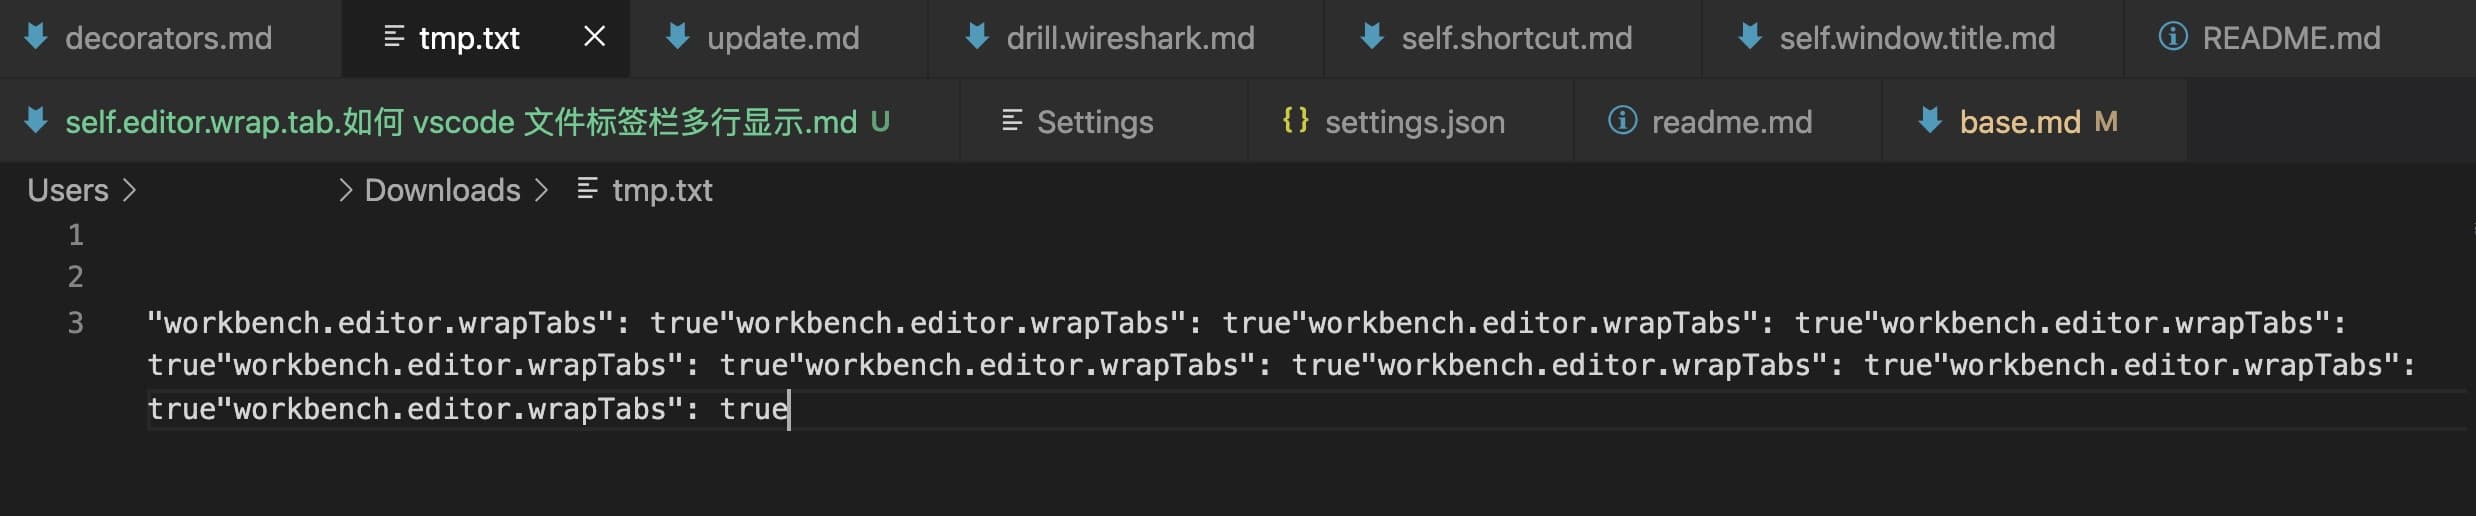 decorators.md tmp.txt update.md drill.wireshark.md self.shortcut.md self.window.title.md README.md
self.editor.wrap.tab.如何 vscode 文件标签栏多行显示.md U Settings {} settings.json readme.md base.md M
Users > > Downloads > tmp.txt
1
2
3 "workbench.editor.wrapTabs": true"workbench.editor.wrapTabs": true"workbench.editor.wrapTabs": true"workbench.editor.wrapTabs":
true"workbench.editor.wrapTabs": true"workbench.editor.wrapTabs": true"workbench.editor.wrapTabs": true"workbench.editor.wrapTabs":
true"workbench.editor.wrapTabs": true